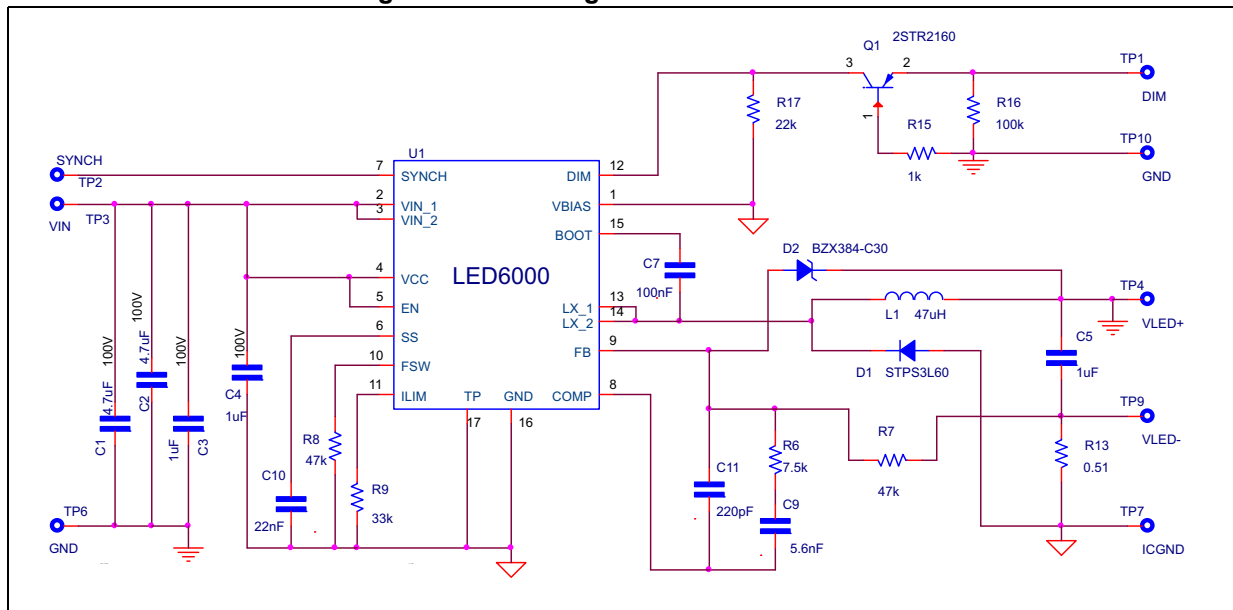 2STR2160
Q1
3
2
TP1
DIM
R17
22k
R16
100k
1
R15
1k
TP10
GND
U1
SYNCH
TP2
7
SYNCH
DIM
12
VIN
TP3
2
VIN_1
VBIAS
1
3
VIN_2
BOOT
15
C7
100nF
D2 BZX384-C30
4
VCC
LED6000
5
EN
LX_1
13
LX_2
14
L1 47uH
TP4
VLED+
6
SS
FB
9
D1 STPS3L60
C5
1uF
10
FSW
11
ILIM
TP
GND
COMP
8
17
16
4.7uF 100V
C1
4.7uF 100V
C2
100V
1uF C3
100V
C4
1uF
R8
47k
C10
22nF
R9
33k
R6
7.5k
R7
47k
TP9
VLED-
R13
0.51
C11
220pF
C9
5.6nF
TP6
GND
TP7
ICGND